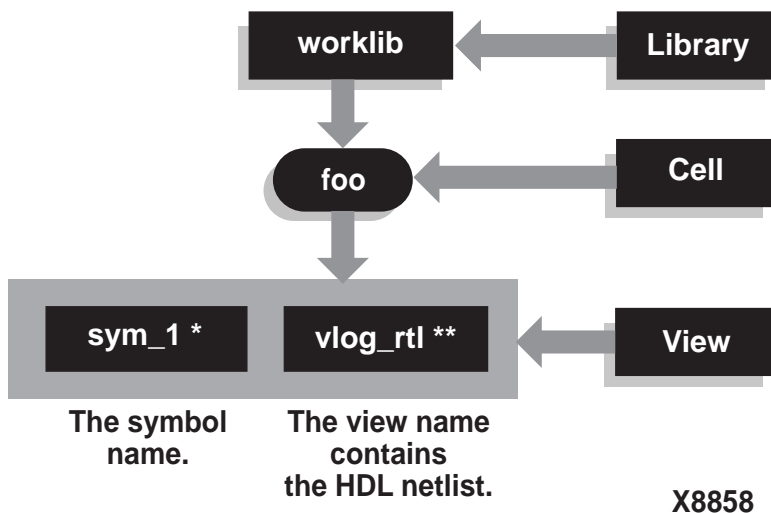 worklib
Library
foo
Cell
sym_1 *
vlog_rtl **
View
The symbol
name.
The view name
contains
the HDL netlist.
X8858